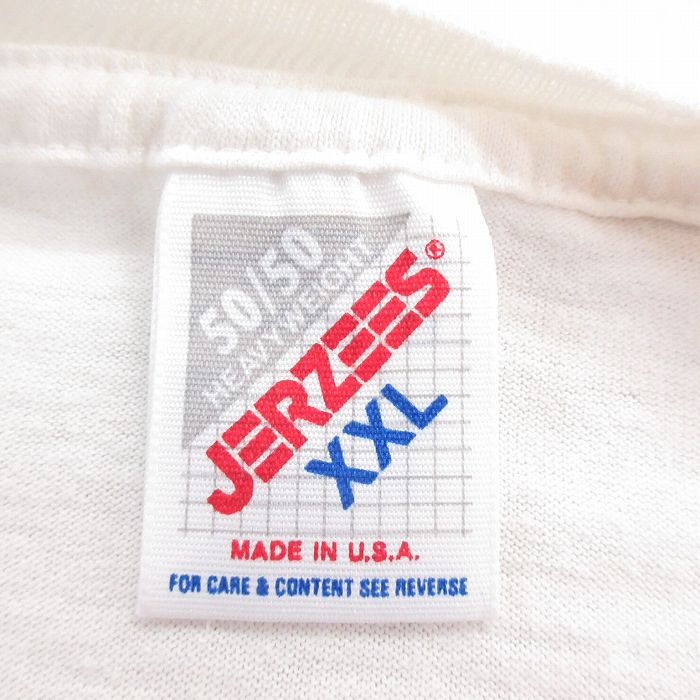 50/50
HEAVYWEIGHT
JERZEES®
XXL
MADE IN U.S.A.
FOR CARE & CONTENT SEE REVERSE